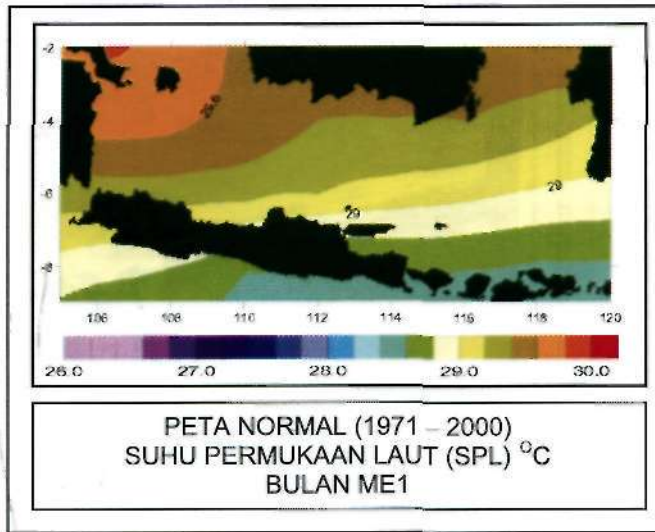 -2
-4
-6
-8
29.6
29
29
106 108 110 112 114 116 118 120
26.0 27.0 28.0 29.0 30.0
PETA NORMAL (1971 – 2000)
SUHU PERMUKAAN LAUT (SPL) °C
BULAN ME1